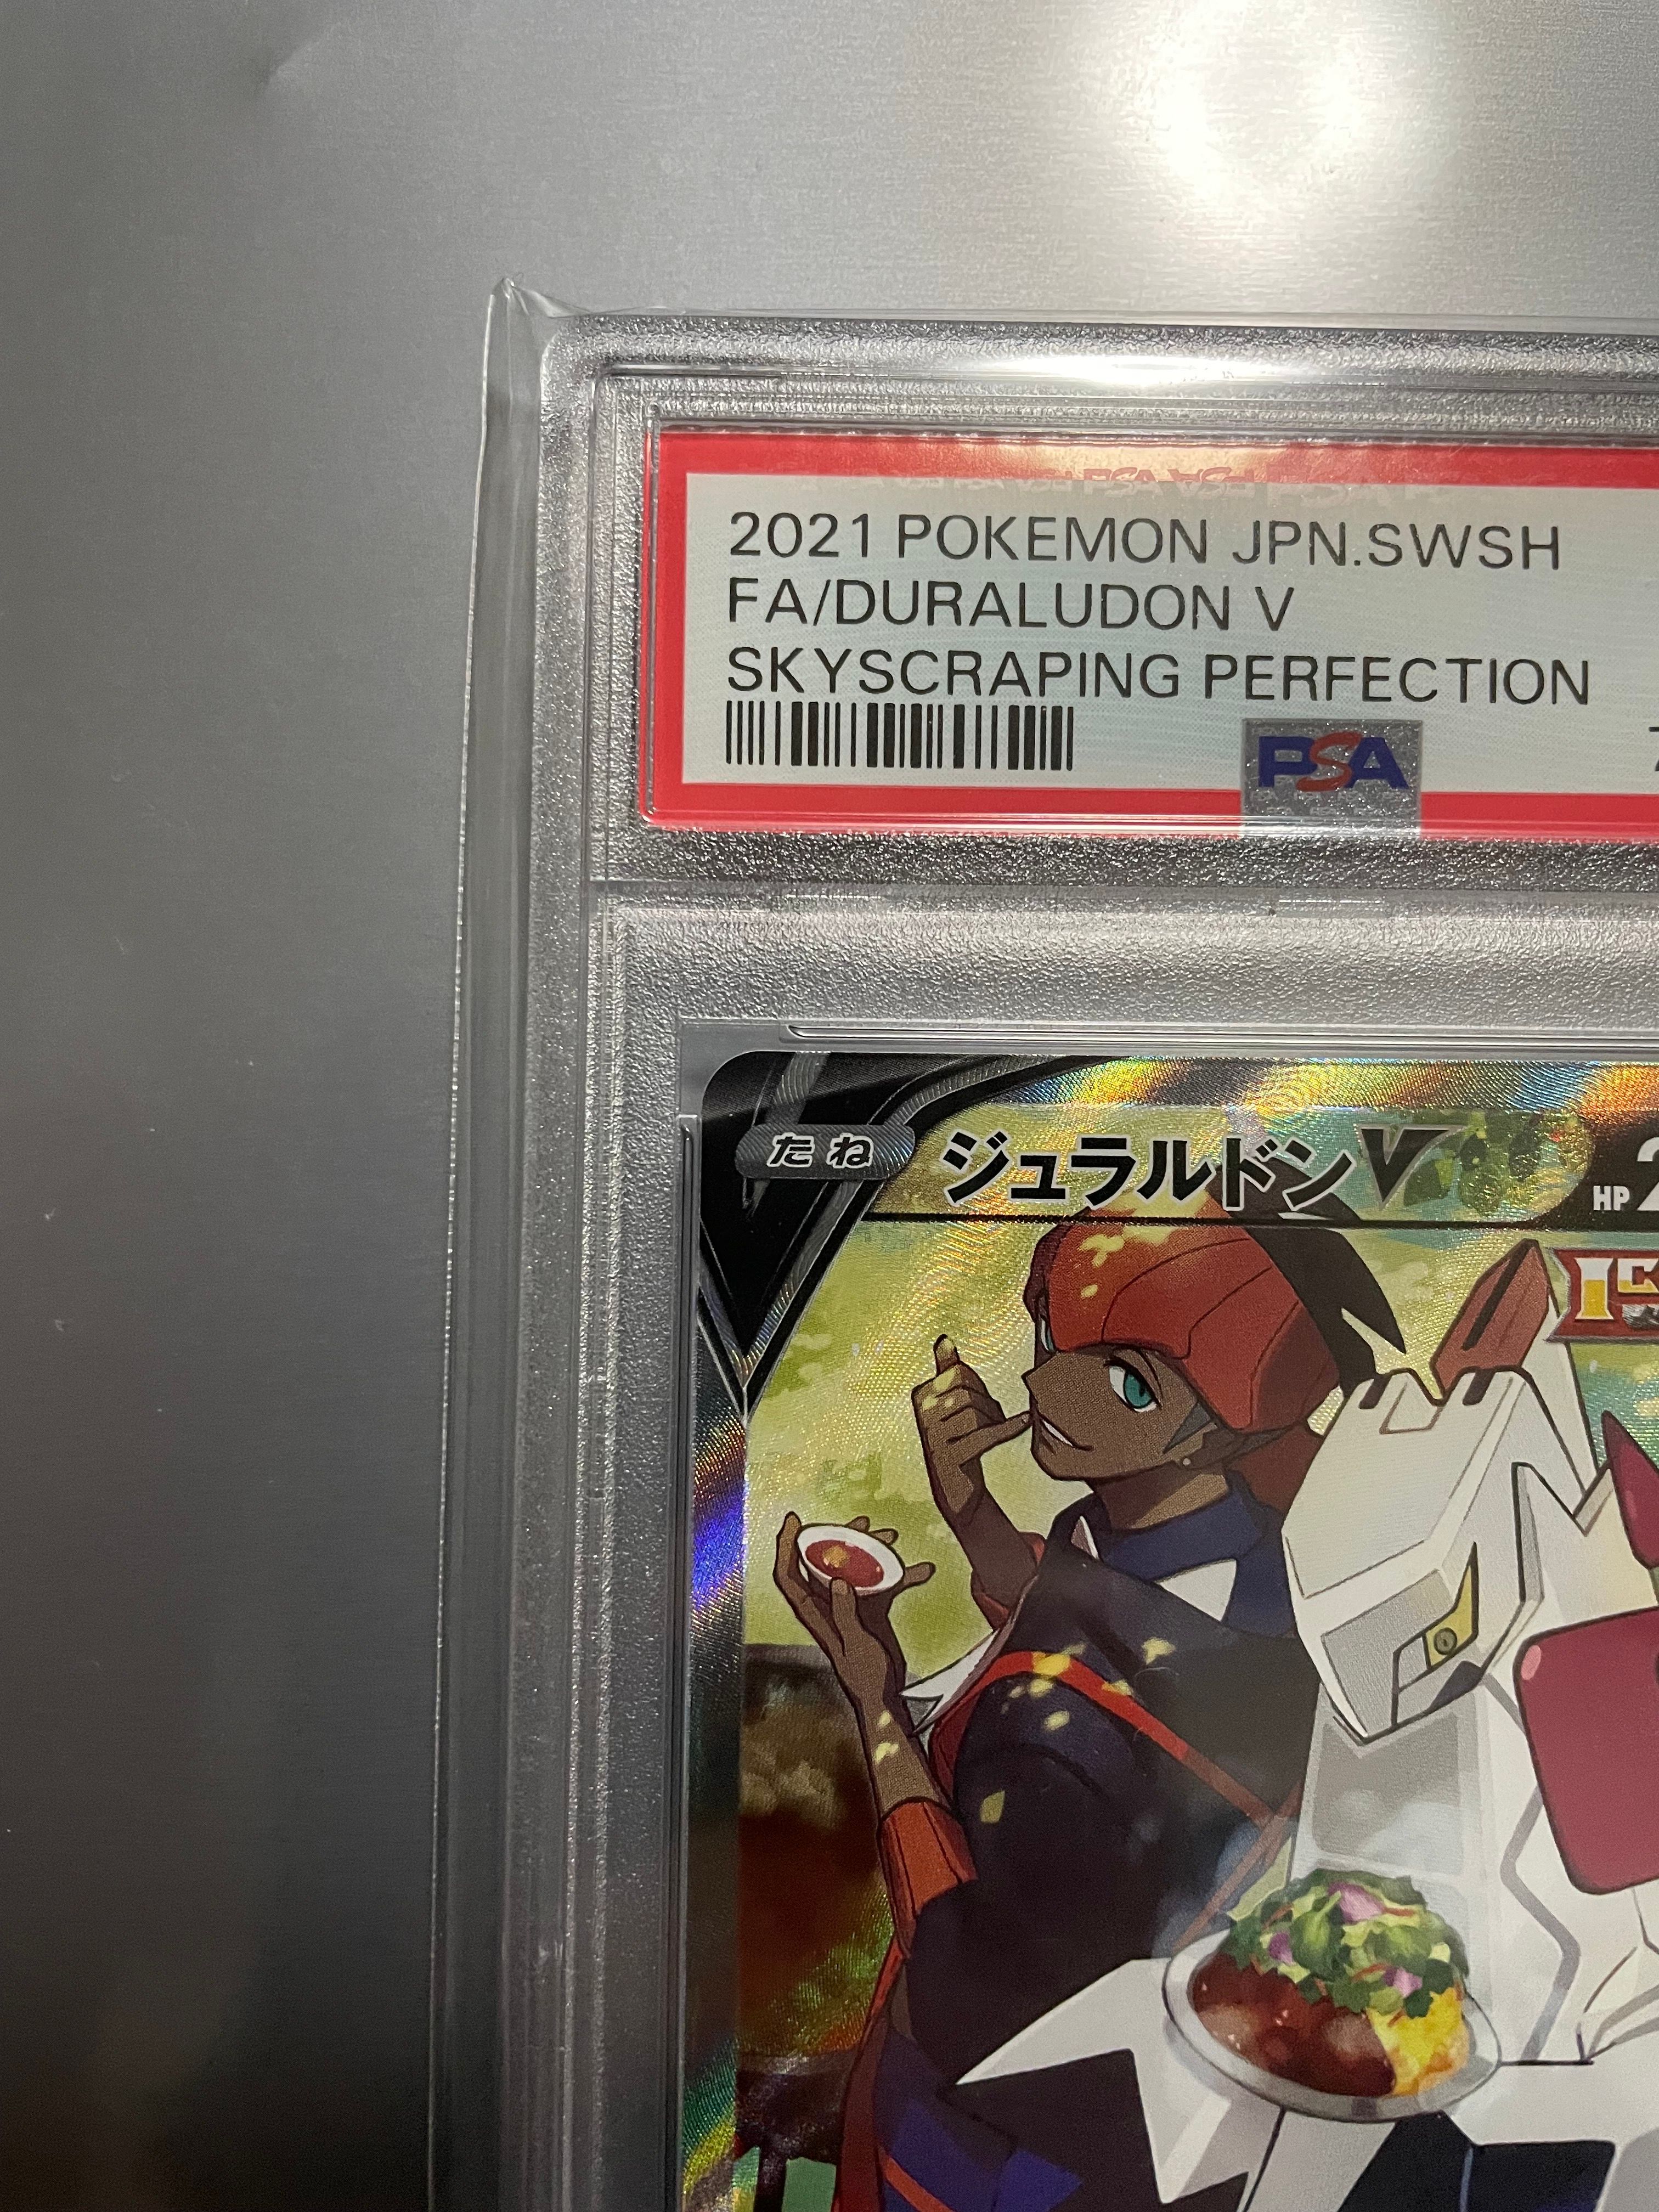 2021 POKEMON JPN.SWSH
FA/DURALUDON V
SKYSCRAPING PERFECTION
PSA
たね ジュラルドンV HP